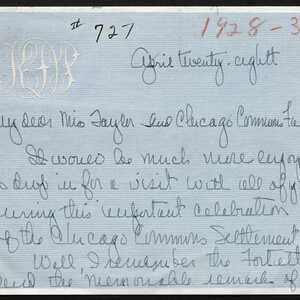 # 727
1928-3
April twenty-eight
My dear Miss Taylor and Chicago Commons Fa
It would be much more enjoy
drop in for a visit with all of y
uring this important celebration
of the Chicago Commons Settlement
Well, I remember the Fortieth
and the memorable remarks of